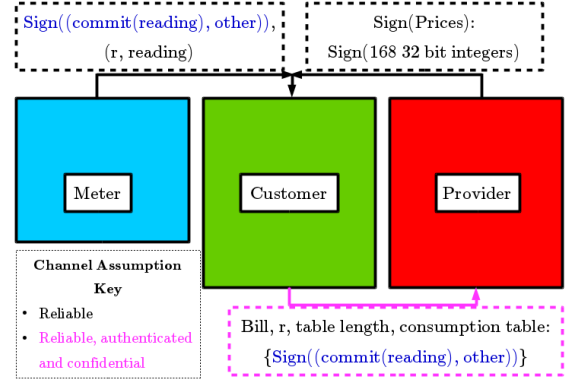 Sign((commit(reading), other)),
(r, reading)
Sign(Prices):
Sign(168 32 bit integers)
Meter
Customer
Provider
Channel Assumption
Key
• Reliable
• Reliable, authenticated
and confidential
Bill, r, table length, consumption table:
{Sign((commit(reading), other))}